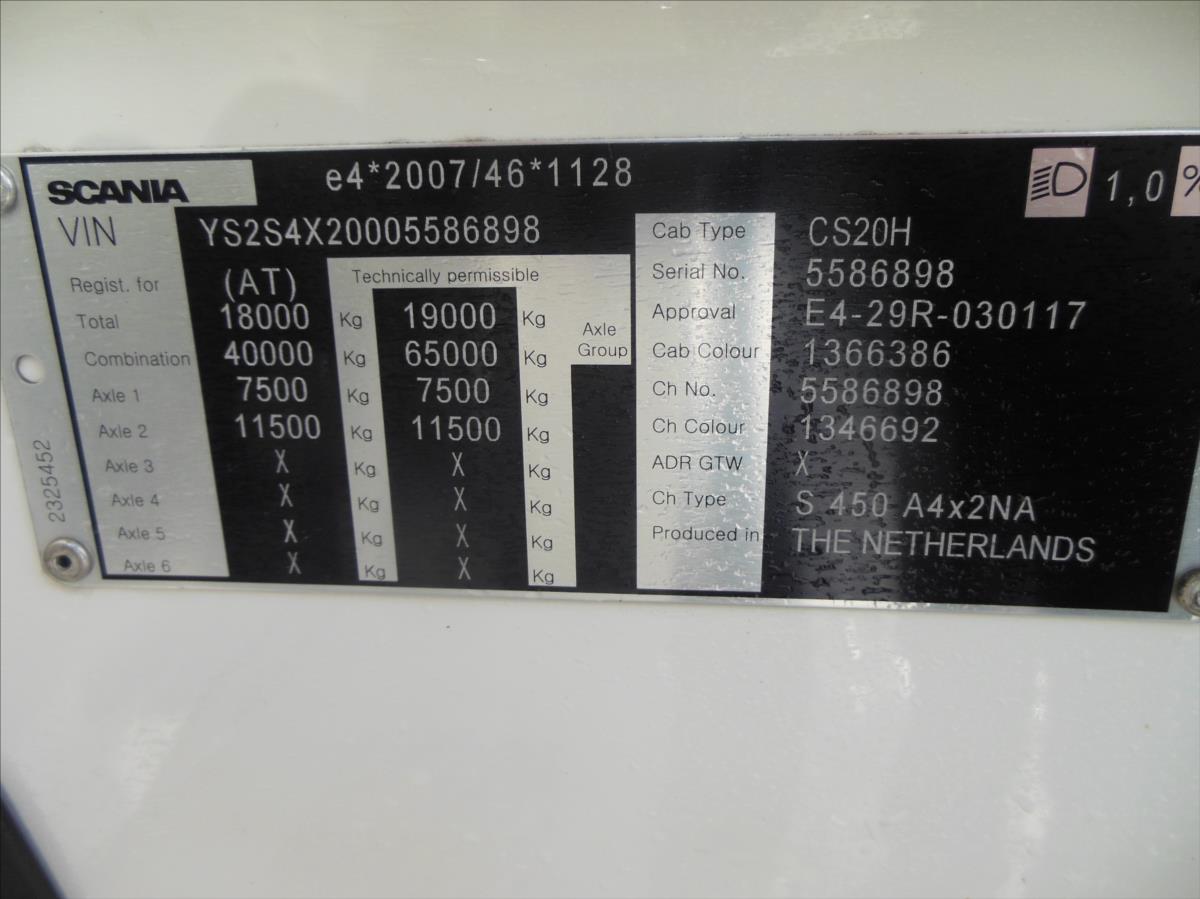 SCANIA e4*2007/46*1128 1,0 %
VIN YS2S4X20005586898
Regist. for (AT) Technically permissible
Total 18000 Kg 19000 Kg Axle Group
Combination 40000 Kg 65000 Kg
Axle 1 7500 Kg 7500 Kg
Axle 2 11500 Kg 11500 Kg
Axle 3 X Kg X Kg
Axle 4 X Kg X Kg
Axle 5 X Kg X Kg
Axle 6 X Kg X Kg
Cab Type CS20H
Serial No. 5586898
Approval E4-29R-030117
Cab Colour 1366386
Ch No. 5586898
Ch Colour 1346692
ADR GTW X
Ch Type S 450 A4x2NA
Produced in THE NETHERLANDS
2325452